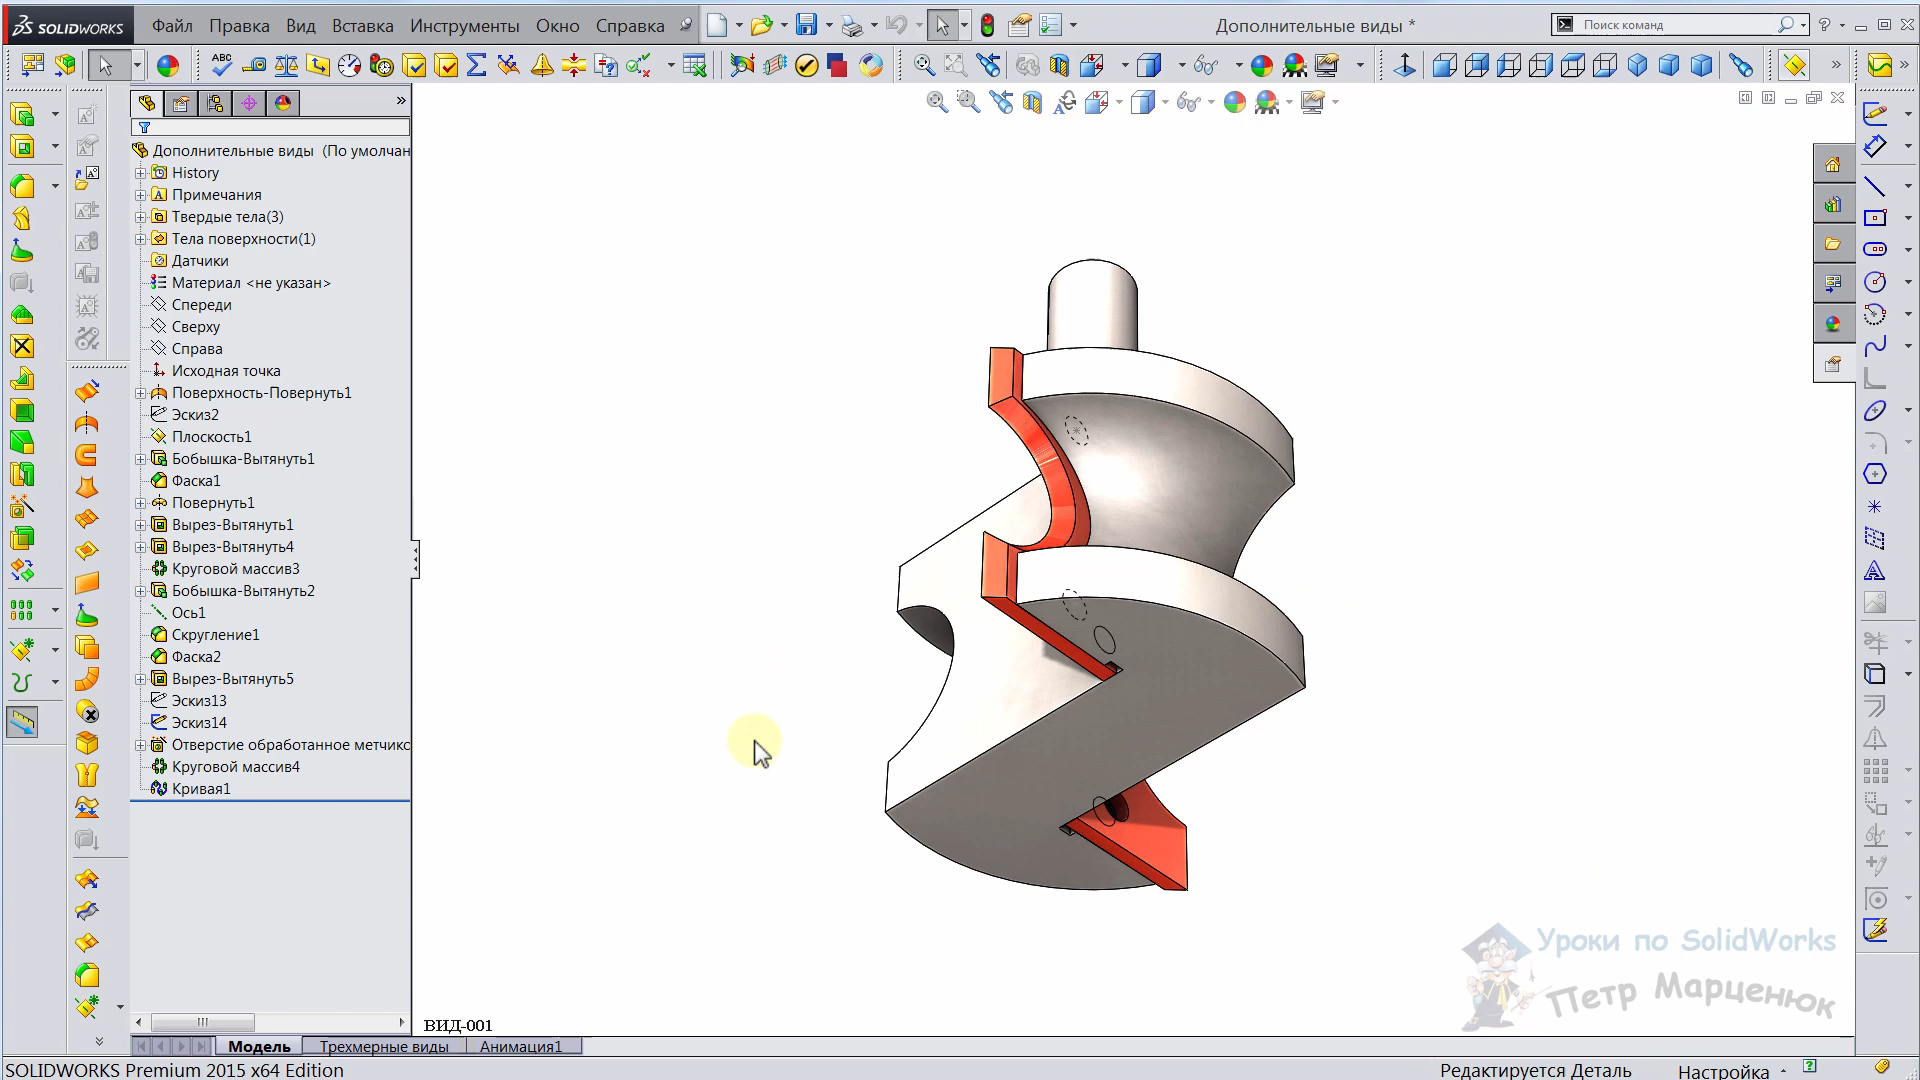 SOLIDWORKS
Файл Правка Вид Вставка Инструменты Окно Справка
Дополнительные виды *
Поиск команд
Дополнительные виды (По умолчан
History
Примечания
Твердые тела(3)
Тела поверхности(1)
Датчики
Материал <не указан>
Спереди
Сверху
Справа
Исходная точка
Поверхность-Повернуть1
Эскиз2
Плоскость1
Бобышка-Вытянуть1
Фаска1
Повернуть1
Вырез-Вытянуть1
Вырез-Вытянуть4
Круговой массив3
Бобышка-Вытянуть2
Ось1
Скругление1
Фаска2
Вырез-Вытянуть5
Эскиз13
Эскиз14
Отверстие обработанное метчико
Круговой массив4
Кривая1
ВИД-001
Уроки по SolidWorks
Петр Марценюк
Модель Трехмерные виды Анимация1
SOLIDWORKS Premium 2015 x64 Edition
Редактируется Деталь
Настройка